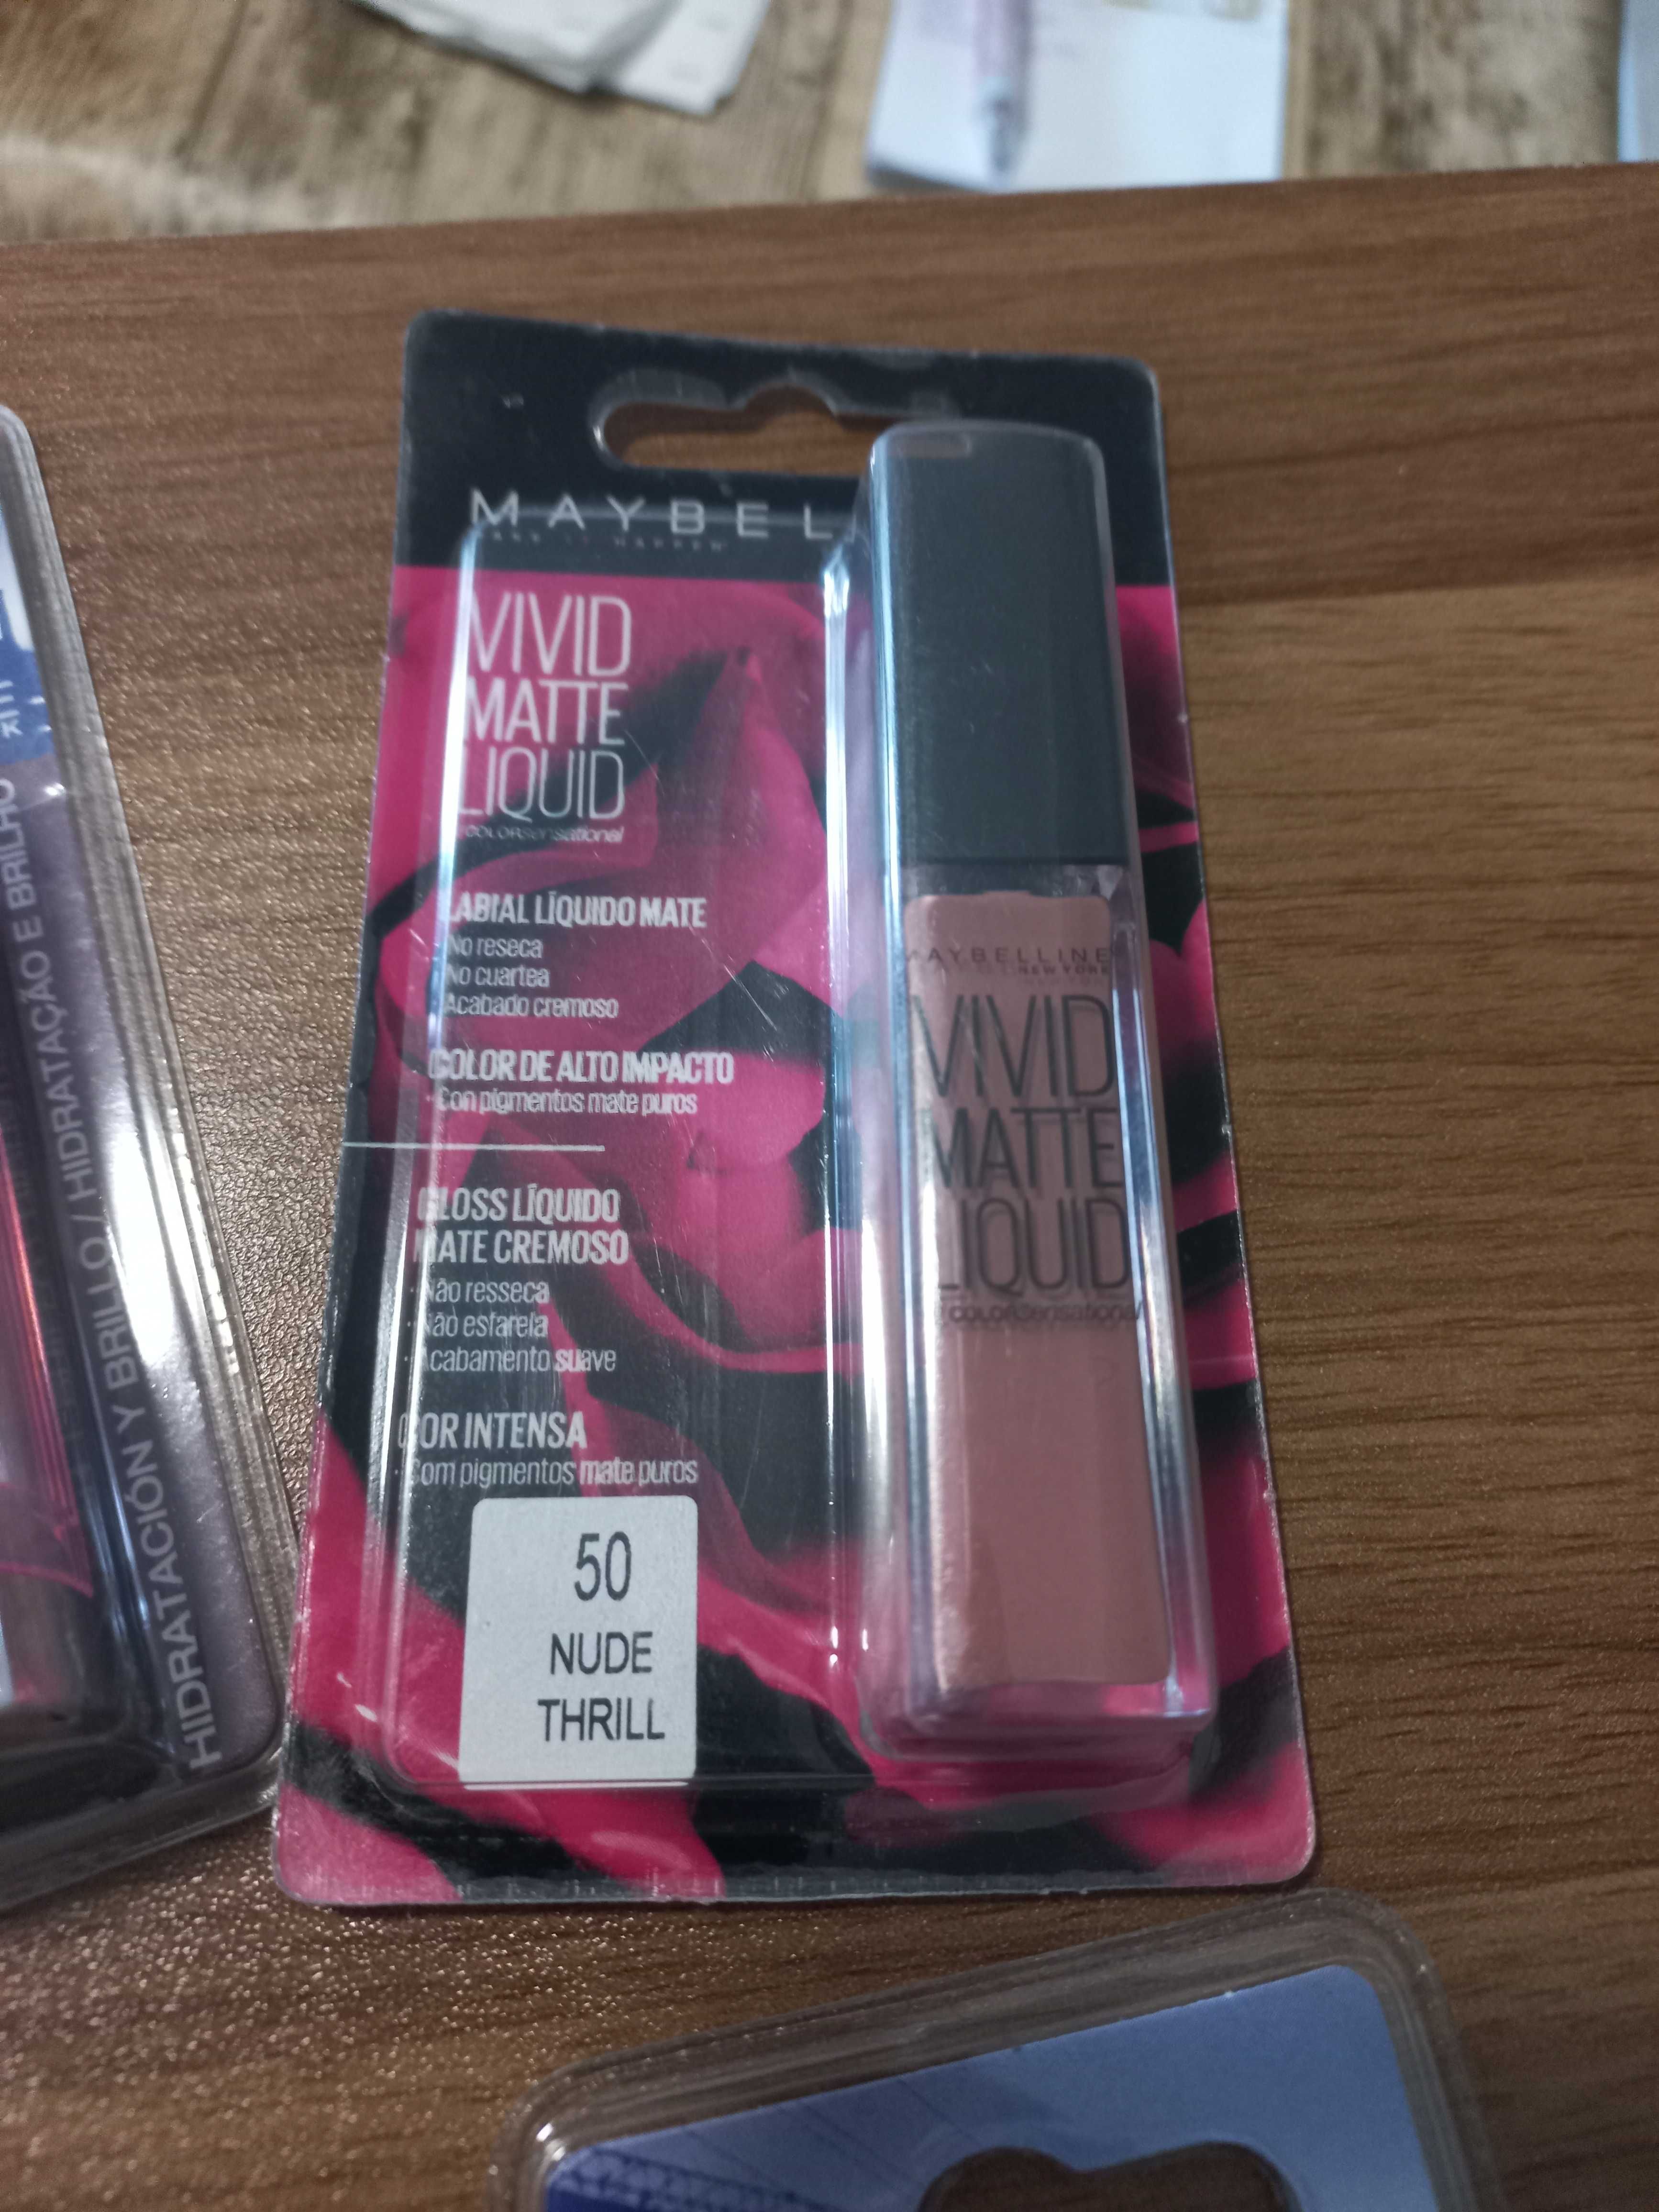 MAYBEL
VIVID
MATTE
LIQUID
COLORsensational
LABIAL LÍQUIDO MATE
No reseca
No cuartea
Acabado cremoso
COLOR DE ALTO IMPACTO
Con pigmentos mate puros
GLOSS LÍQUIDO
MATE CREMOSO
Não resseca
Não esfarela
Acabamento suave
COR INTENSA
Com pigmentos mate puros
50
NUDE
THRILL
MAYBELLINE
NEW YORK
VIVID
MATTE
LIQUID
COLORsensational
HIDRATACIÓN Y BRILLO / HIDRATAÇÃO E BRILHO